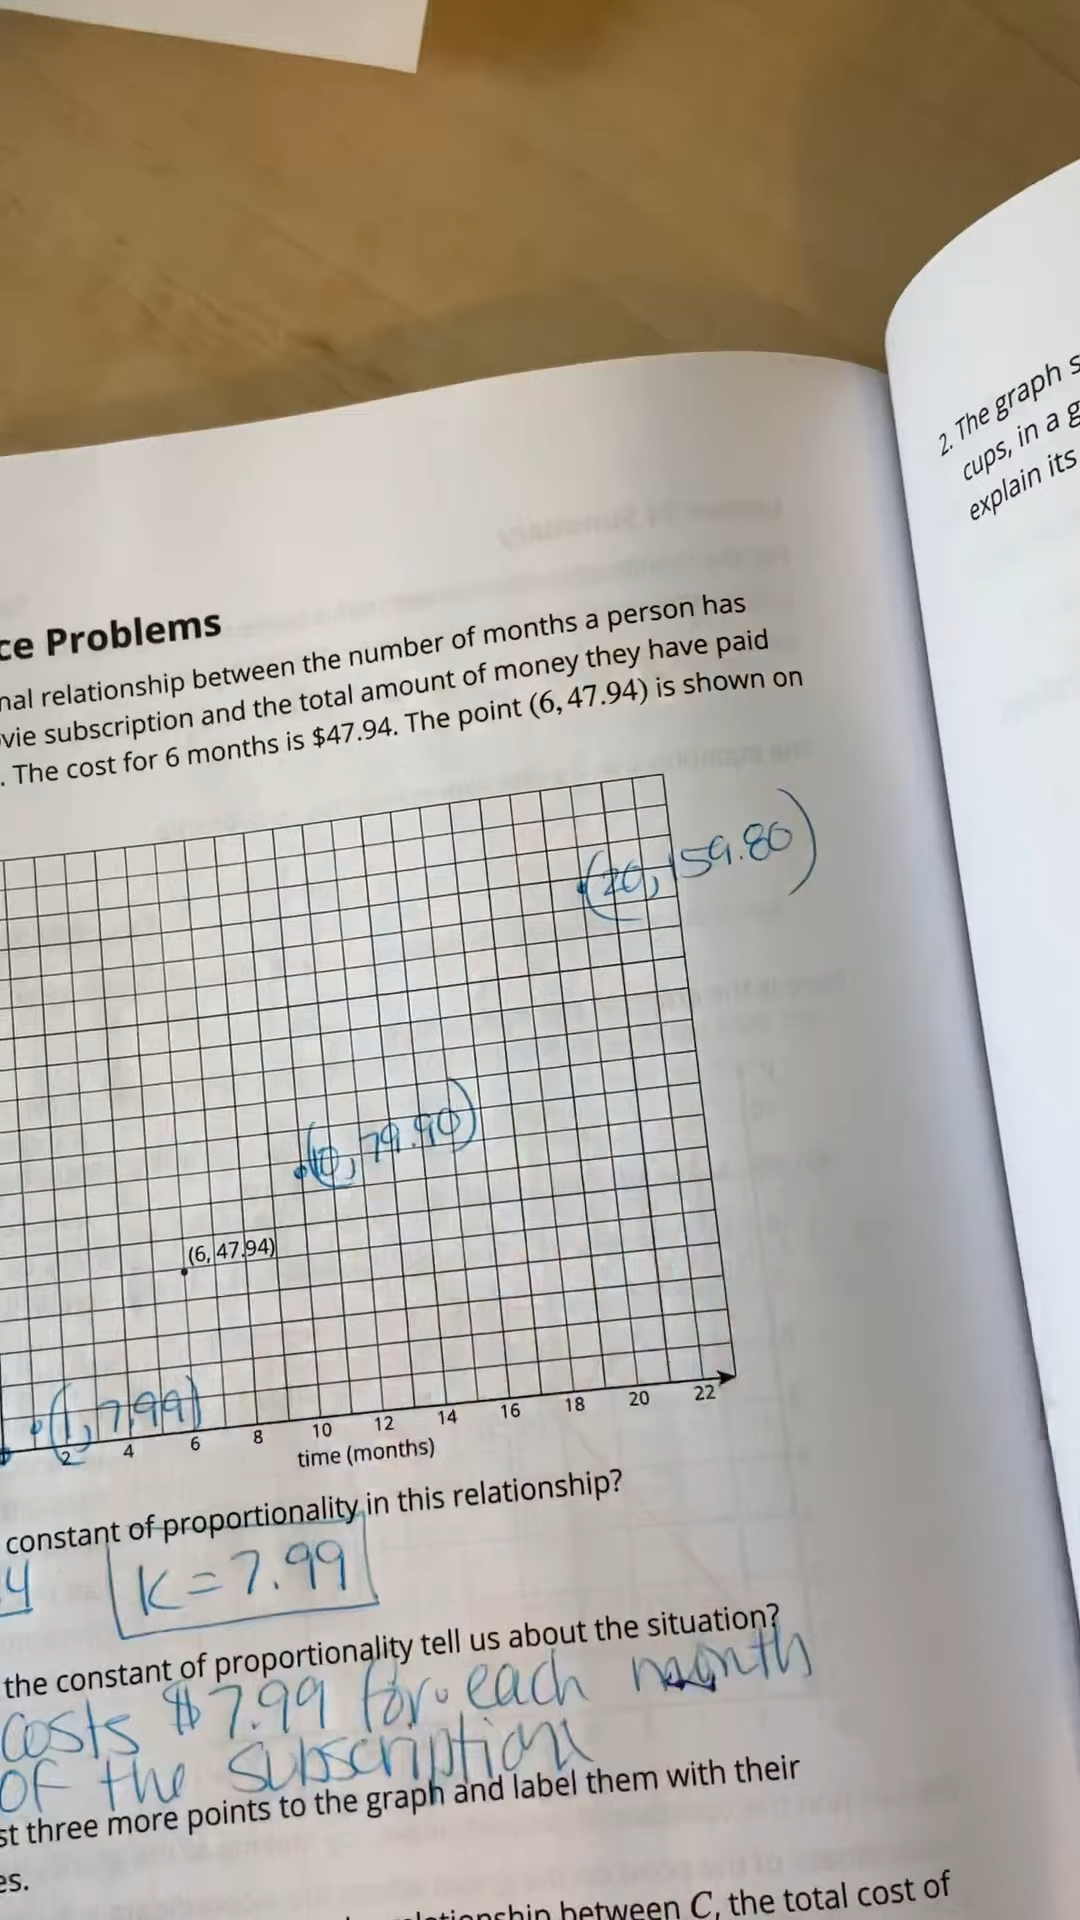 ce Problems
nal relationship between the number of months a person has
vie subscription and the total amount of money they have paid
. The cost for 6 months is $47.94. The point (6, 47.94) is shown on
(20, 159.80)
(10, 79.90)
(6, 47.94)
(1, 7.99)
2 4 6 8 10 12 14 16 18 20 22
time (months)
constant of proportionality in this relationship?
4 K = 7.99
the constant of proportionality tell us about the situation?
costs $7.99 for each month
of the subscription
st three more points to the graph and label them with their
es.
between C, the total cost of
2. The graph s
cups, in a g
explain its